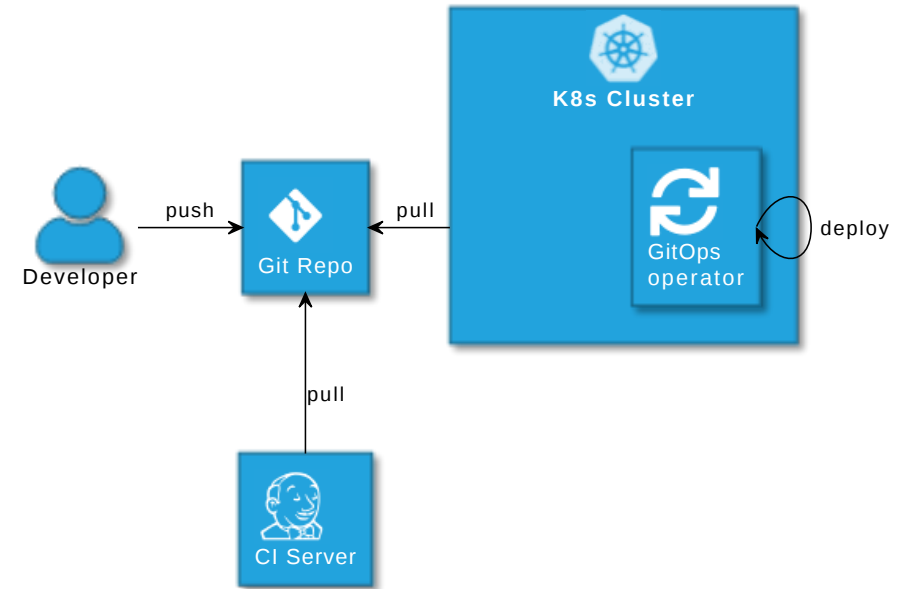 K8s Cluster
push
pull
deploy
Git Repo
GitOps
operator
Developer
pull
CI Server